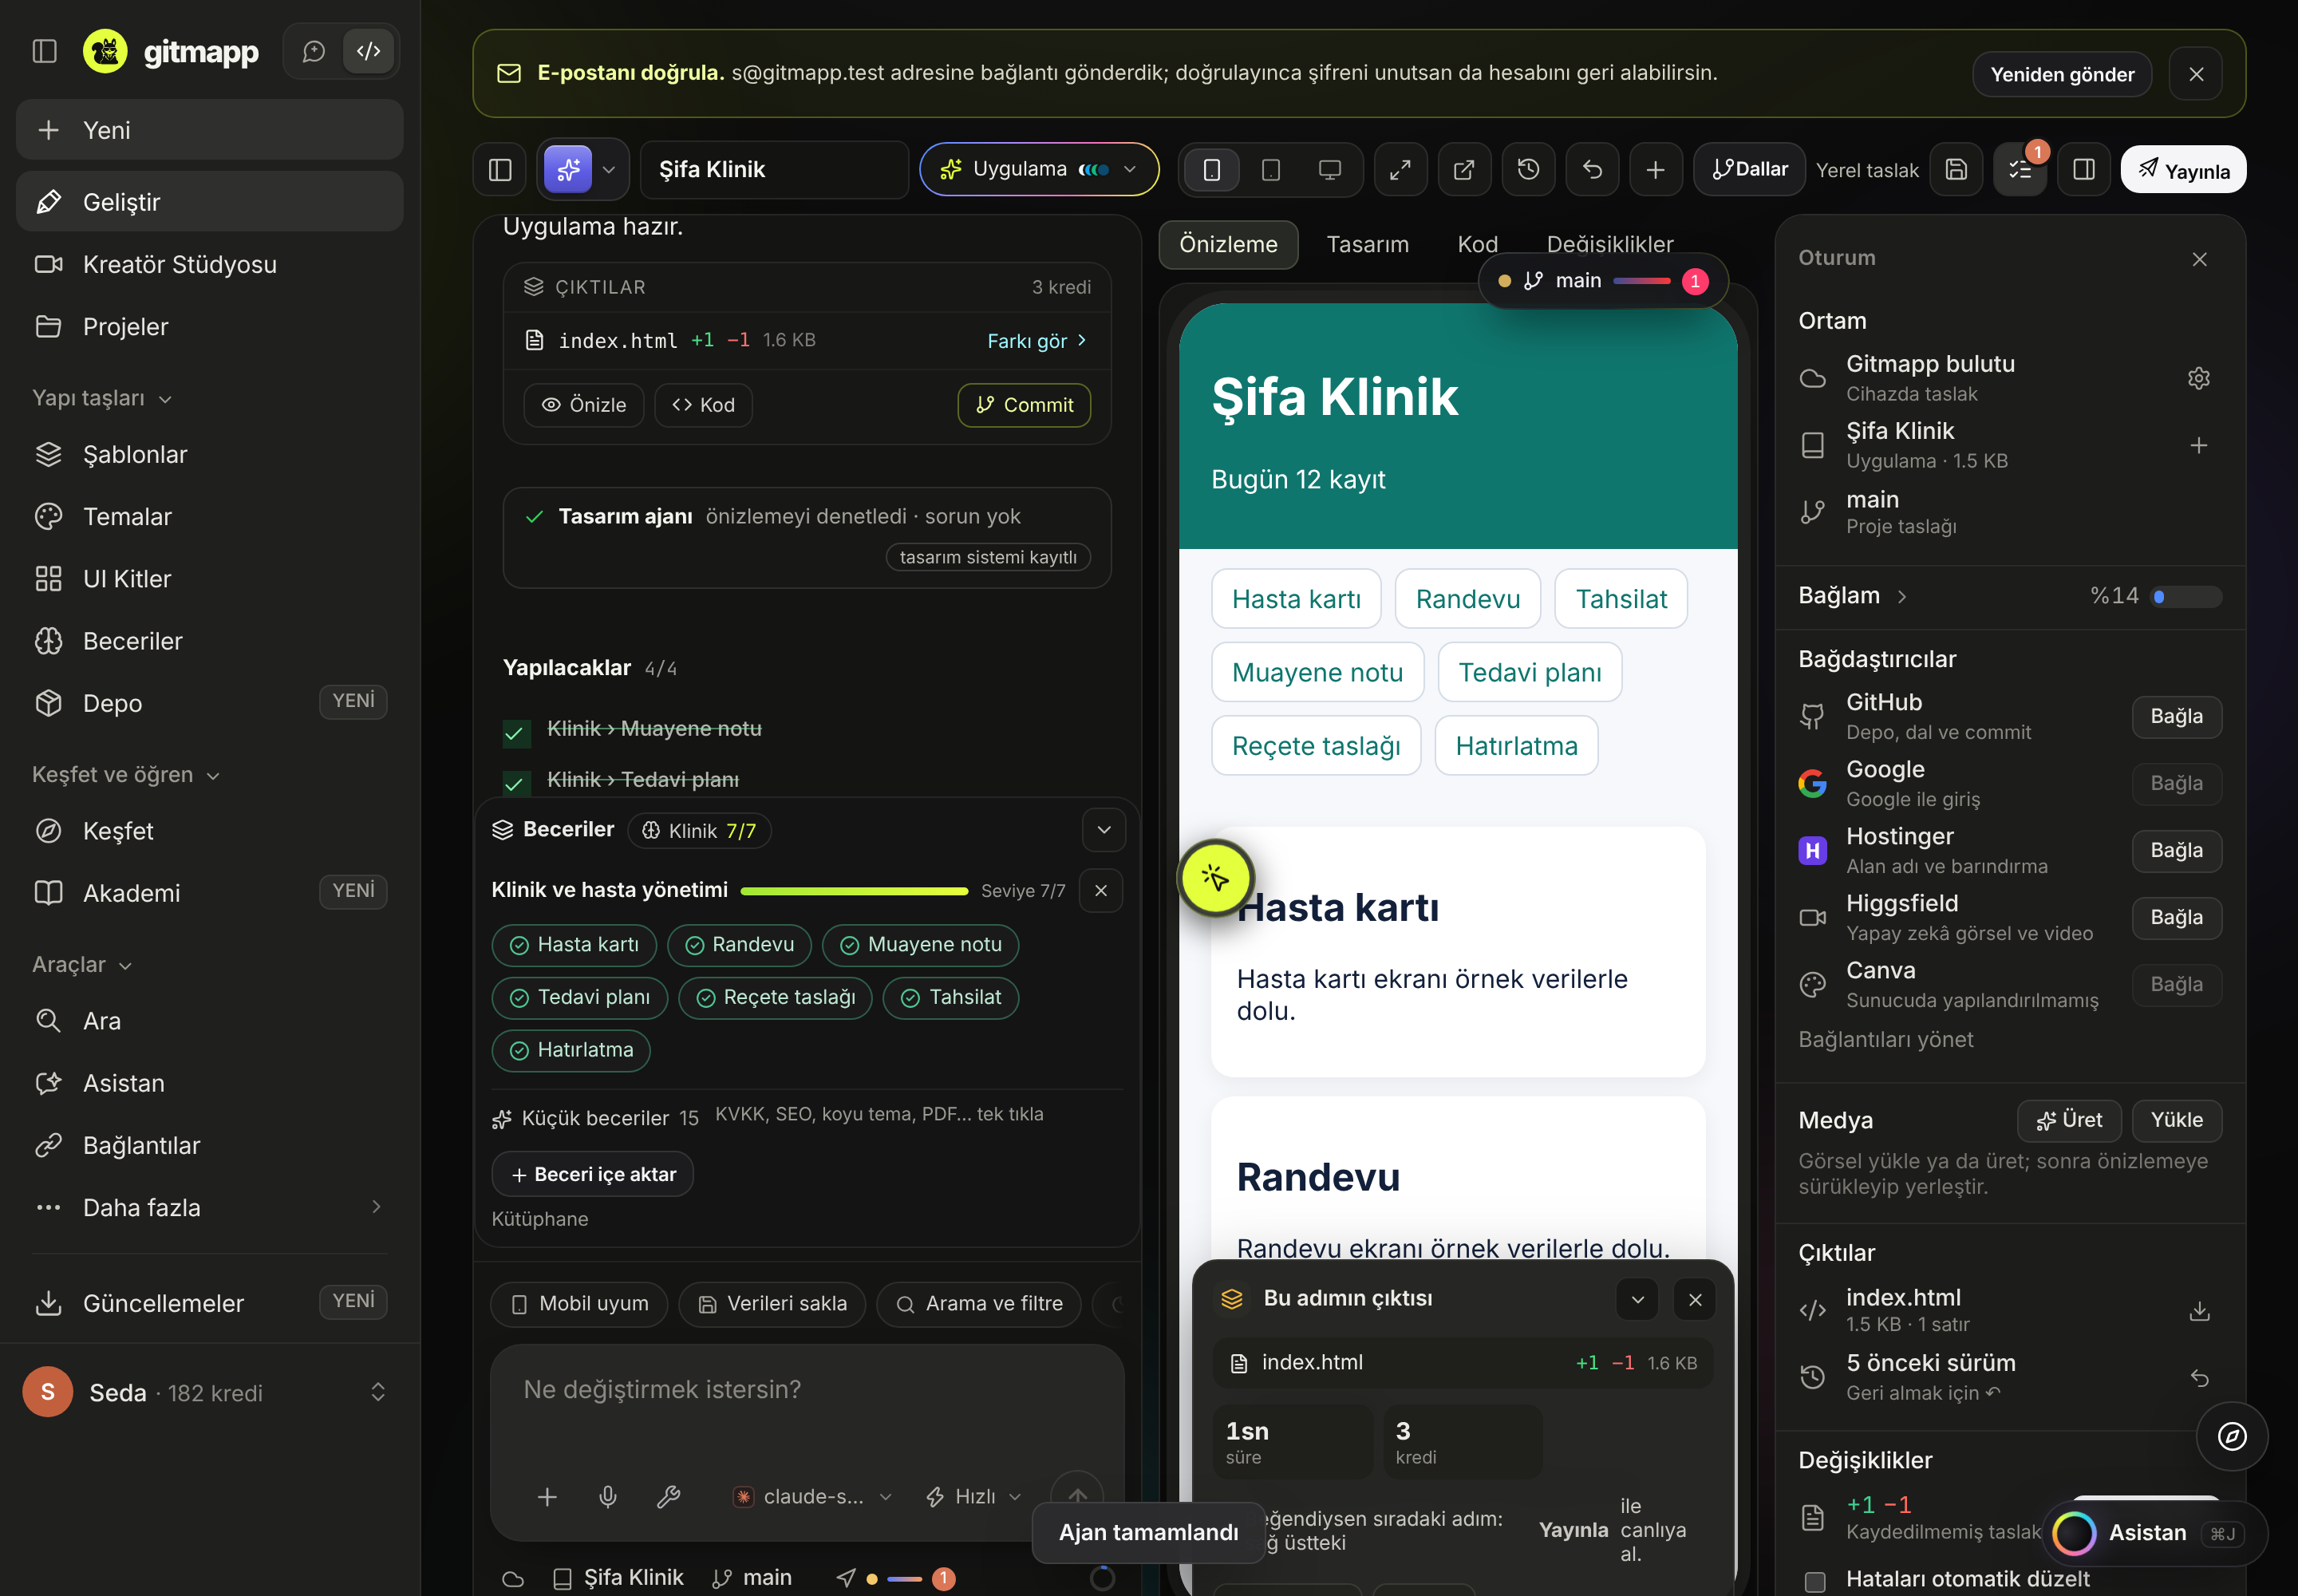 gitmapp
Yeni
Geliştir
Kreatör Stüdyosu
Projeler
Yapı taşları
Şablonlar
Temalar
UI Kitler
Beceriler
Depo YENİ
Keşfet ve öğren
Keşfet
Akademi YENİ
Araçlar
Ara
Asistan
Bağlantılar
Daha fazla
Güncellemeler YENİ
S Seda · 182 kredi
E-postanı doğrula. s@gitmapp.test adresine bağlantı gönderdik; doğrulayınca şifreni unutsan da hesabını geri alabilirsin.
Yeniden gönder
Şifa Klinik
Uygulama
Dallar
Yerel taslak
1
Yayınla
Uygulama hazır.
ÇIKTILAR 3 kredi
index.html +1 −1 1.6 KB Farkı gör
Önizle Kod Commit
Tasarım ajanı önizlemeyi denetledi · sorun yok
tasarım sistemi kayıtlı
Yapılacaklar 4/4
Klinik › Muayene notu
Klinik › Tedavi planı
Beceriler Klinik 7/7
Klinik ve hasta yönetimi Seviye 7/7
Hasta kartı Randevu Muayene notu
Tedavi planı Reçete taslağı Tahsilat
Hatırlatma
Küçük beceriler 15 KVKK, SEO, koyu tema, PDF... tek tıkla
Beceri içe aktar
Kütüphane
Mobil uyum Verileri sakla Arama ve filtre
Ne değiştirmek istersin?
claude-s... Hızlı
Şifa Klinik main 1
Ajan tamamlandı
Önizleme Tasarım Kod Değişiklikler
main 1
Şifa Klinik
Bugün 12 kayıt
Hasta kartı Randevu Tahsilat
Muayene notu Tedavi planı
Reçete taslağı Hatırlatma
Hasta kartı
Hasta kartı ekranı örnek verilerle
dolu.
Randevu
Randevu ekranı örnek verilerle dolu.
Bu adımın çıktısı
index.html +1 −1 1.6 KB
1sn
süre
3
kredi
sıradaki adım:
üstteki
Yayınla
ile
canlıya
al.
Oturum
Ortam
Gitmapp bulutu
Cihazda taslak
Şifa Klinik
Uygulama · 1.5 KB
main
Proje taslağı
Bağlam %14
Bağdaştırıcılar
GitHub
Depo, dal ve commit
Bağla
Google
Google ile giriş
Bağla
H
Hostinger
Alan adı ve barındırma
Bağla
Higgsfield
Yapay zekâ görsel ve video
Bağla
Canva
Sunucuda yapılandırılmamış
Bağla
Bağlantıları yönet
Medya Üret Yükle
Görsel yükle ya da üret; sonra önizlemeye
sürükleyip yerleştir.
Çıktılar
index.html
1.5 KB · 1 satır
5 önceki sürüm
Geri almak için ↶
Değişiklikler
+1 −1
Kaydedilmemiş taslak
Asistan ⌘J
Hataları otomatik düzelt